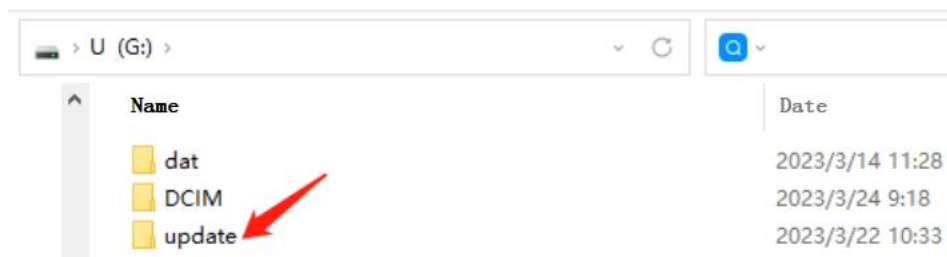 U (G:)
Name Date
dat 2023/3/14 11:28
DCIM 2023/3/24 9:18
update 2023/3/22 10:33